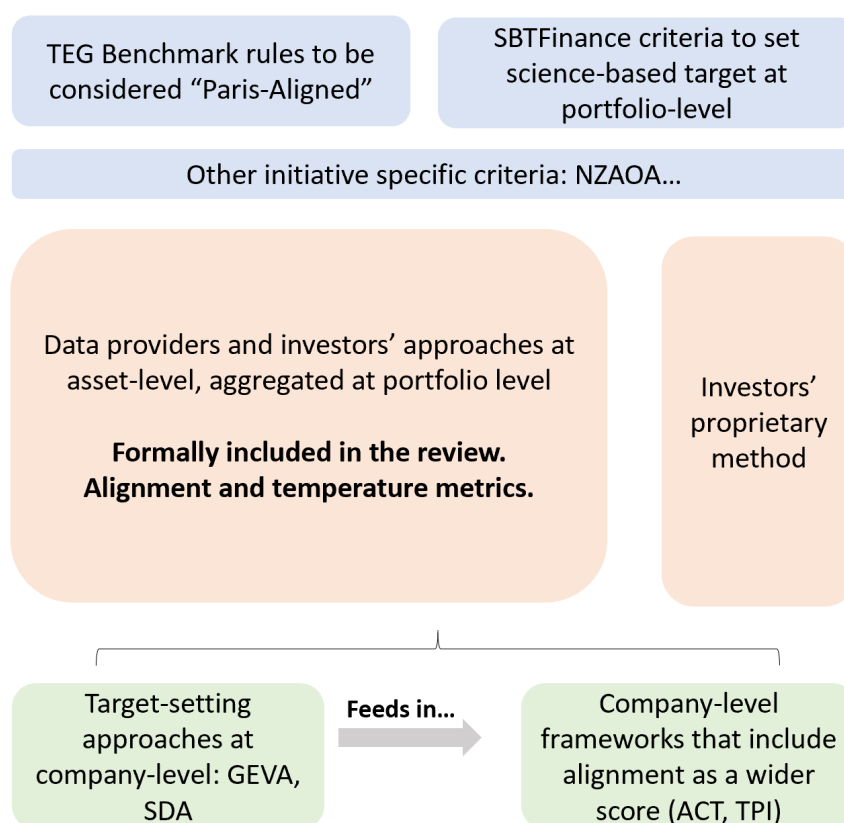 TEG Benchmark rules to be
considered “Paris-Aligned”
SBTFinance criteria to set
science-based target at
portfolio-level
Other initiative specific criteria: NZAOA…
Data providers and investors’ approaches at
asset-level, aggregated at portfolio level
Formally included in the review.
Alignment and temperature metrics.
Investors’
proprietary
method
Target-setting
approaches at
company-level: GEVA,
SDA
Feeds in…
Company-level
frameworks that include
alignment as a wider
score (ACT, TPI)